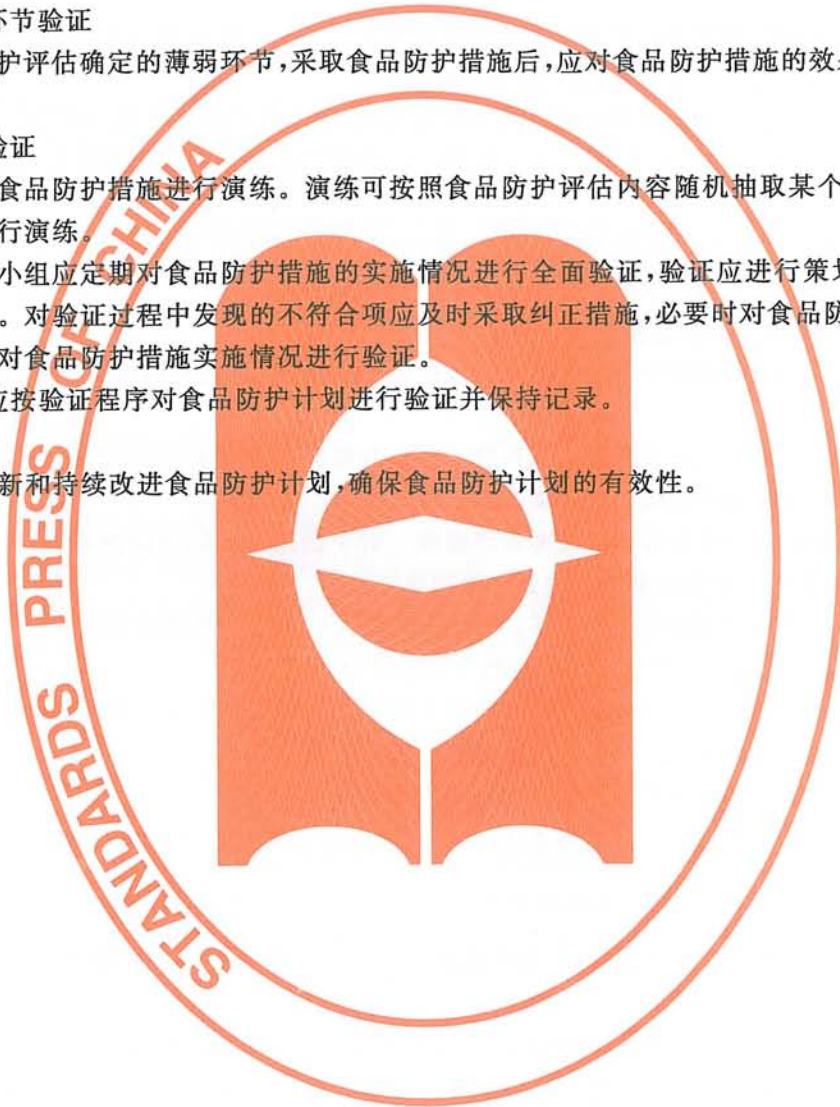 环节验证
护评估确定的薄弱环节,采取食品防护措施后,应对食品防护措施的效
验证
食品防护措施进行演练。演练可按照食品防护评估内容随机抽取某个
行演练。
小组应定期对食品防护措施的实施情况进行全面验证,验证应进行策划
。对验证过程中发现的不符合项应及时采取纠正措施,必要时对食品防
对食品防护措施实施情况进行验证。
应按验证程序对食品防护计划进行验证并保持记录。
新和持续改进食品防护计划,确保食品防护计划的有效性。
STANDARDS PRESS OF CHINA